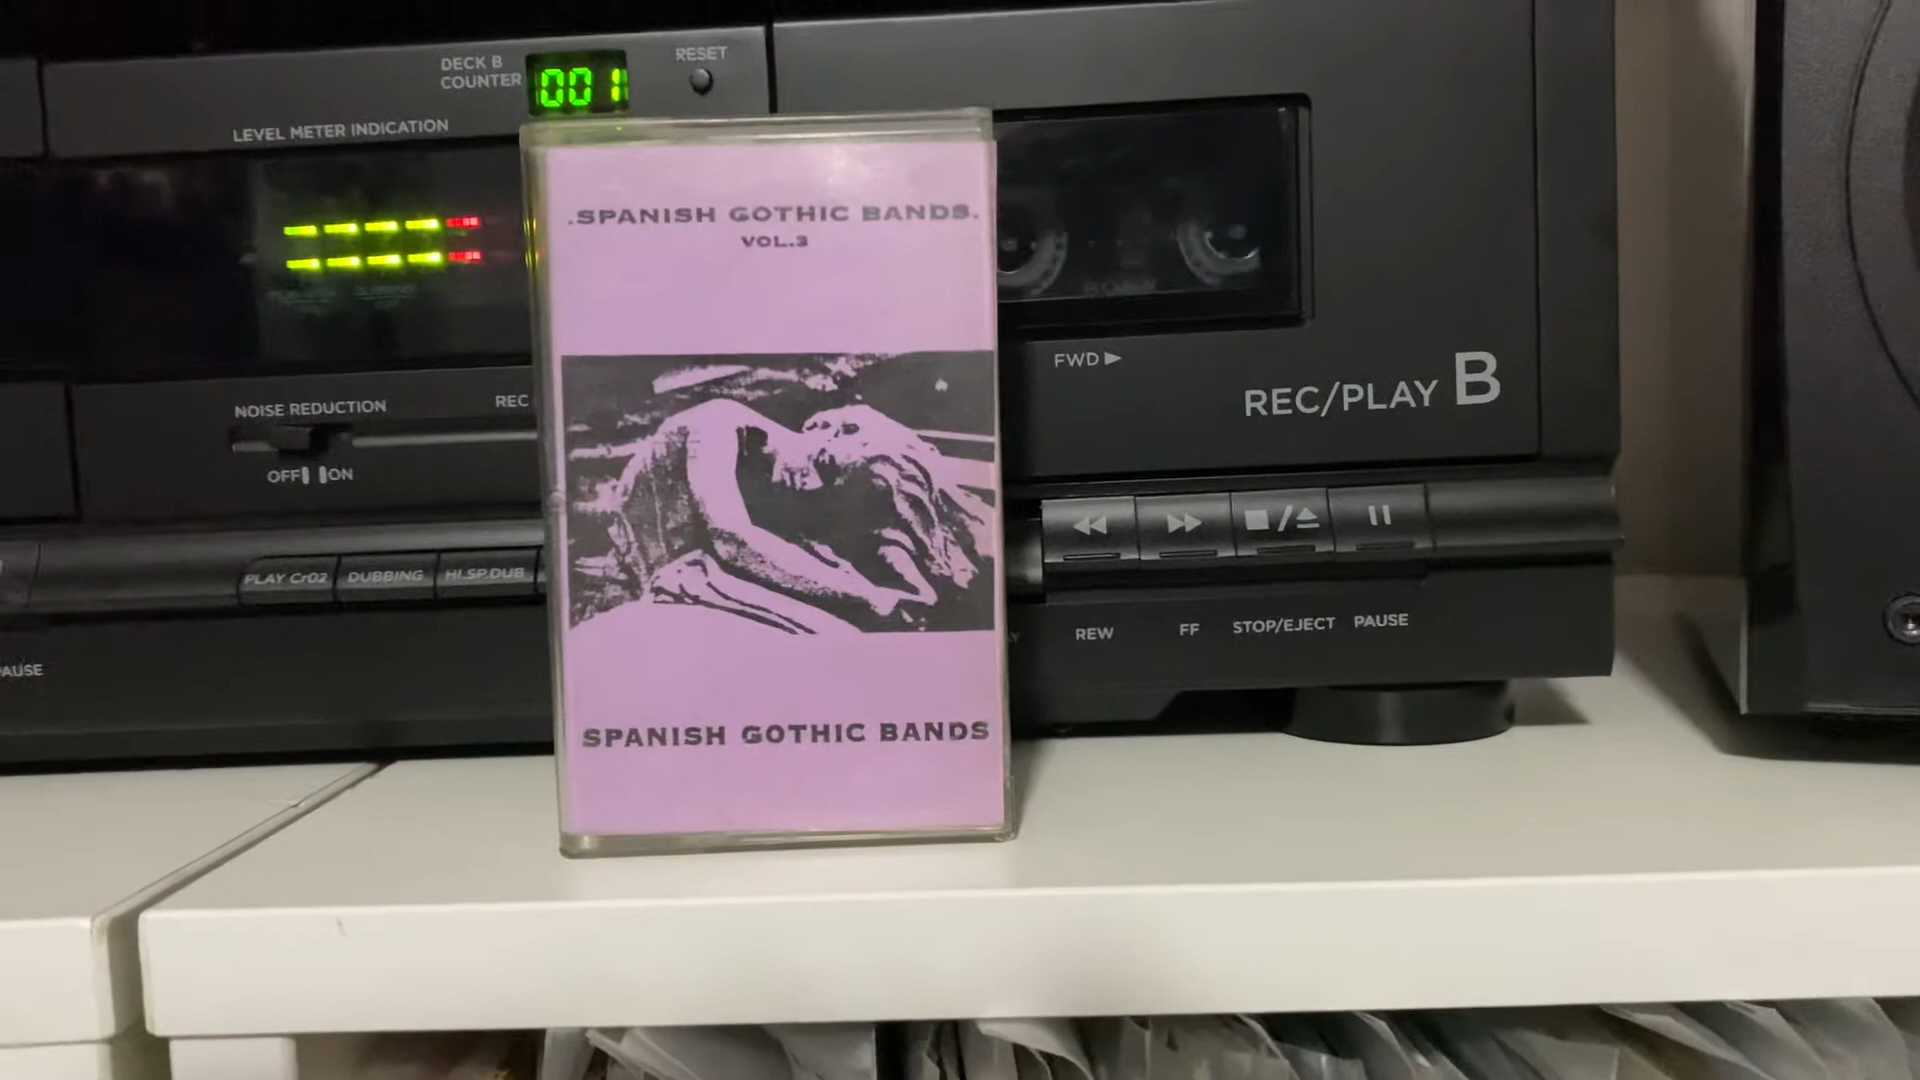 DECK B
COUNTER
001
RESET
LEVEL METER INDICATION
.SPANISH GOTHIC BANDS.
VOL.3
FWD
REC/PLAY B
NOISE REDUCTION
REC
OFF ON
PLAY CrO2
DUBBING
HI.SP.DUB
REW
FF
STOP/EJECT
PAUSE
SPANISH GOTHIC BANDS